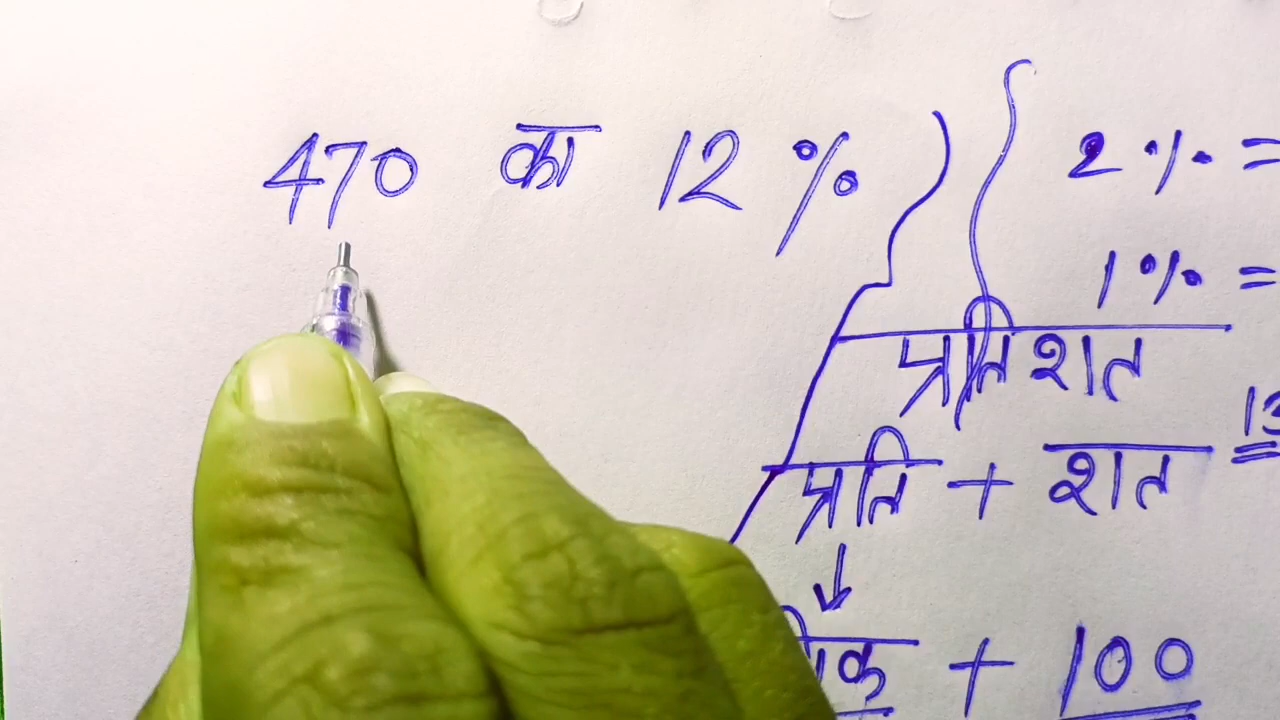 470 का 12 %
2 % =
1 % =
प्रतिशत
प्रति + शत
↓
+ 100